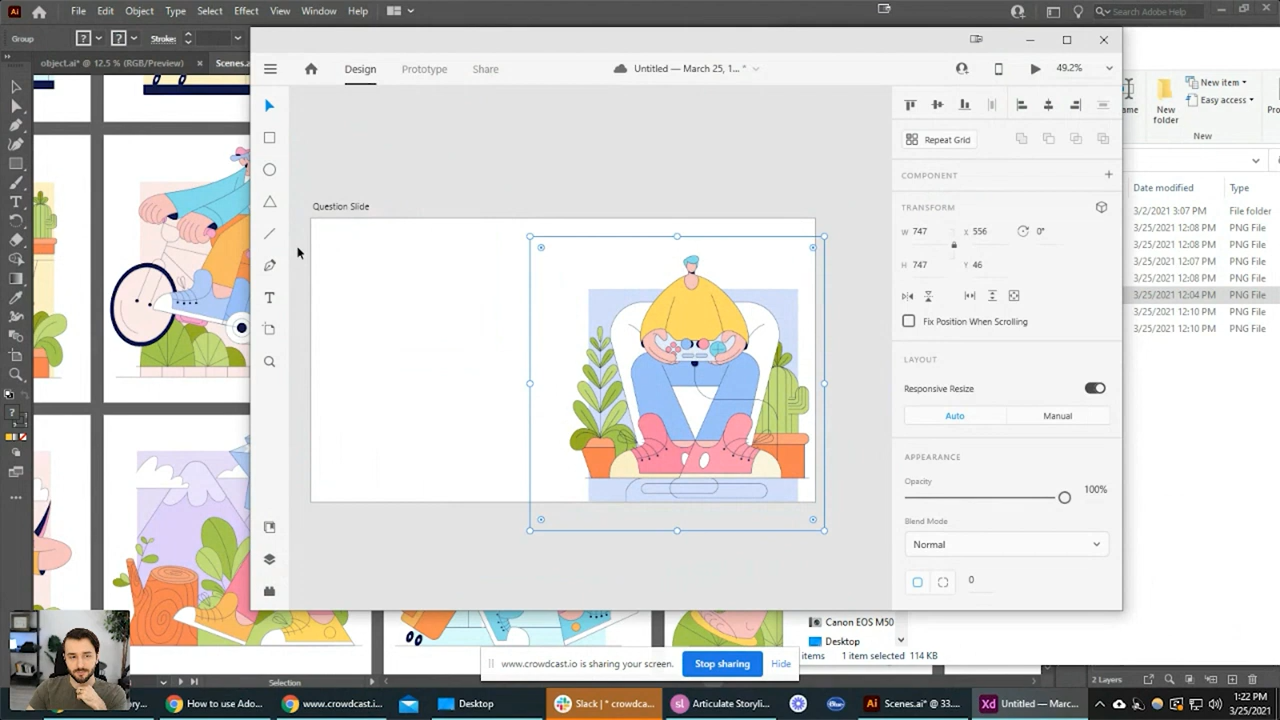 File Edit Object Type Select Effect View Window Help
Search Adobe Help
Group
Stroke:
object.ai* @ 12.5 % (RGB/Preview)
Scenes.a
Design Prototype Share
Untitled — March 25, 1... *
49.2%
Repeat Grid
COMPONENT
TRANSFORM
W 747 X 556 0°
H 747 Y 46
Fix Position When Scrolling
LAYOUT
Responsive Resize
Auto Manual
APPEARANCE
Opacity
100%
Blend Mode
Normal
0
Question Slide
ame
New folder
New item
Easy access
New
Date modified Type
3/2/2021 3:07 PM File folder
3/25/2021 12:08 PM PNG File
3/25/2021 12:08 PM PNG File
3/25/2021 12:07 PM PNG File
3/25/2021 12:08 PM PNG File
3/25/2021 12:04 PM PNG File
3/25/2021 12:10 PM PNG File
3/25/2021 12:10 PM PNG File
Canon EOS M50
Desktop
items 1 item selected 114 KB
www.crowdcast.io is sharing your screen. Stop sharing Hide
Selection
2 Layers
ory...
How to use Ado...
www.crowdcast.i...
Desktop
Slack | * crowdca...
Articulate Storyli...
Scenes.ai* @ 33....
Untitled — Marc...
1:22 PM
3/25/2021